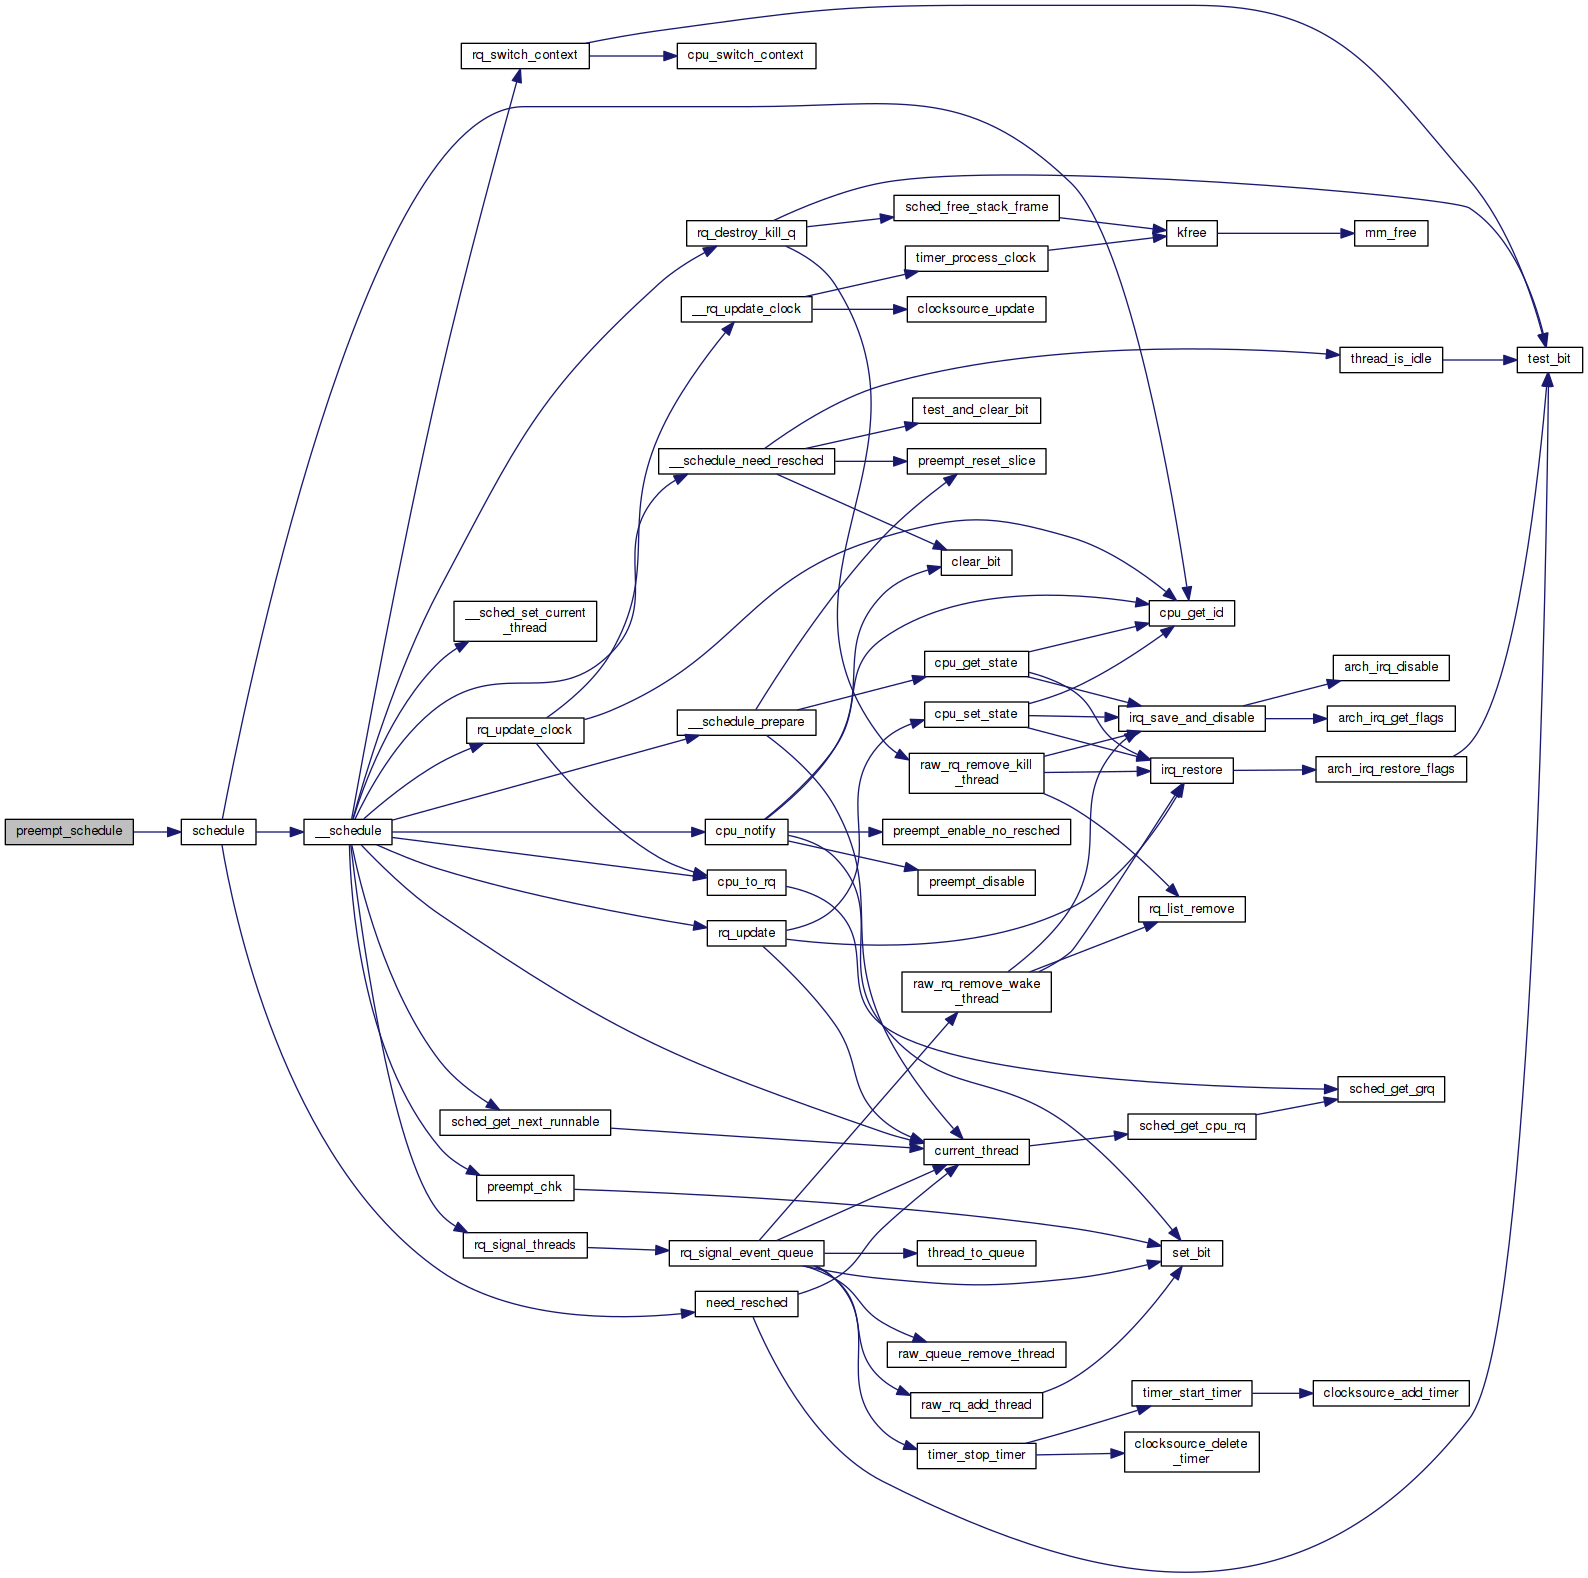 rq_switch_context
cpu_switch_context
sched_free_stack_frame
rq_destroy_kill_q
kfree
mm_free
timer_process_clock
__rq_update_clock
clocksource_update
thread_is_idle
test_bit
test_and_clear_bit
__schedule_need_resched
preempt_reset_slice
clear_bit
__sched_set_current
_thread
cpu_get_id
cpu_get_state
arch_irq_disable
cpu_set_state
irq_save_and_disable
arch_irq_get_flags
rq_update_clock
__schedule_prepare
raw_rq_remove_kill
_thread
irq_restore
arch_irq_restore_flags
preempt_schedule
schedule
__schedule
cpu_notify
preempt_enable_no_resched
cpu_to_rq
preempt_disable
rq_list_remove
rq_update
raw_rq_remove_wake
_thread
sched_get_grq
sched_get_next_runnable
sched_get_cpu_rq
current_thread
preempt_chk
rq_signal_threads
rq_signal_event_queue
thread_to_queue
set_bit
need_resched
raw_queue_remove_thread
timer_start_timer
clocksource_add_timer
raw_rq_add_thread
timer_stop_timer
clocksource_delete
_timer